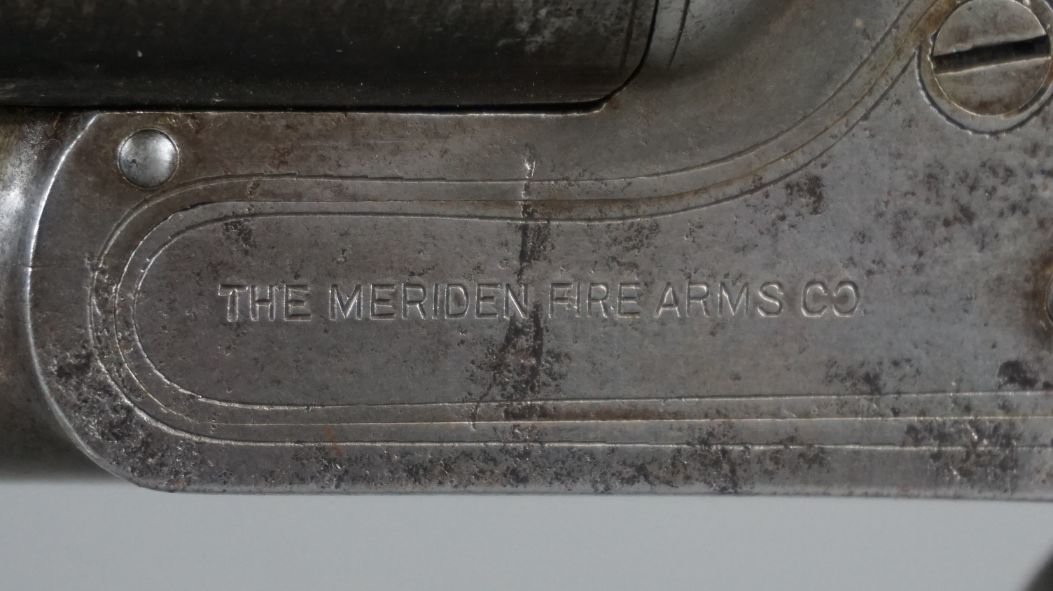 THE MERIDEN FIRE ARMS CO.